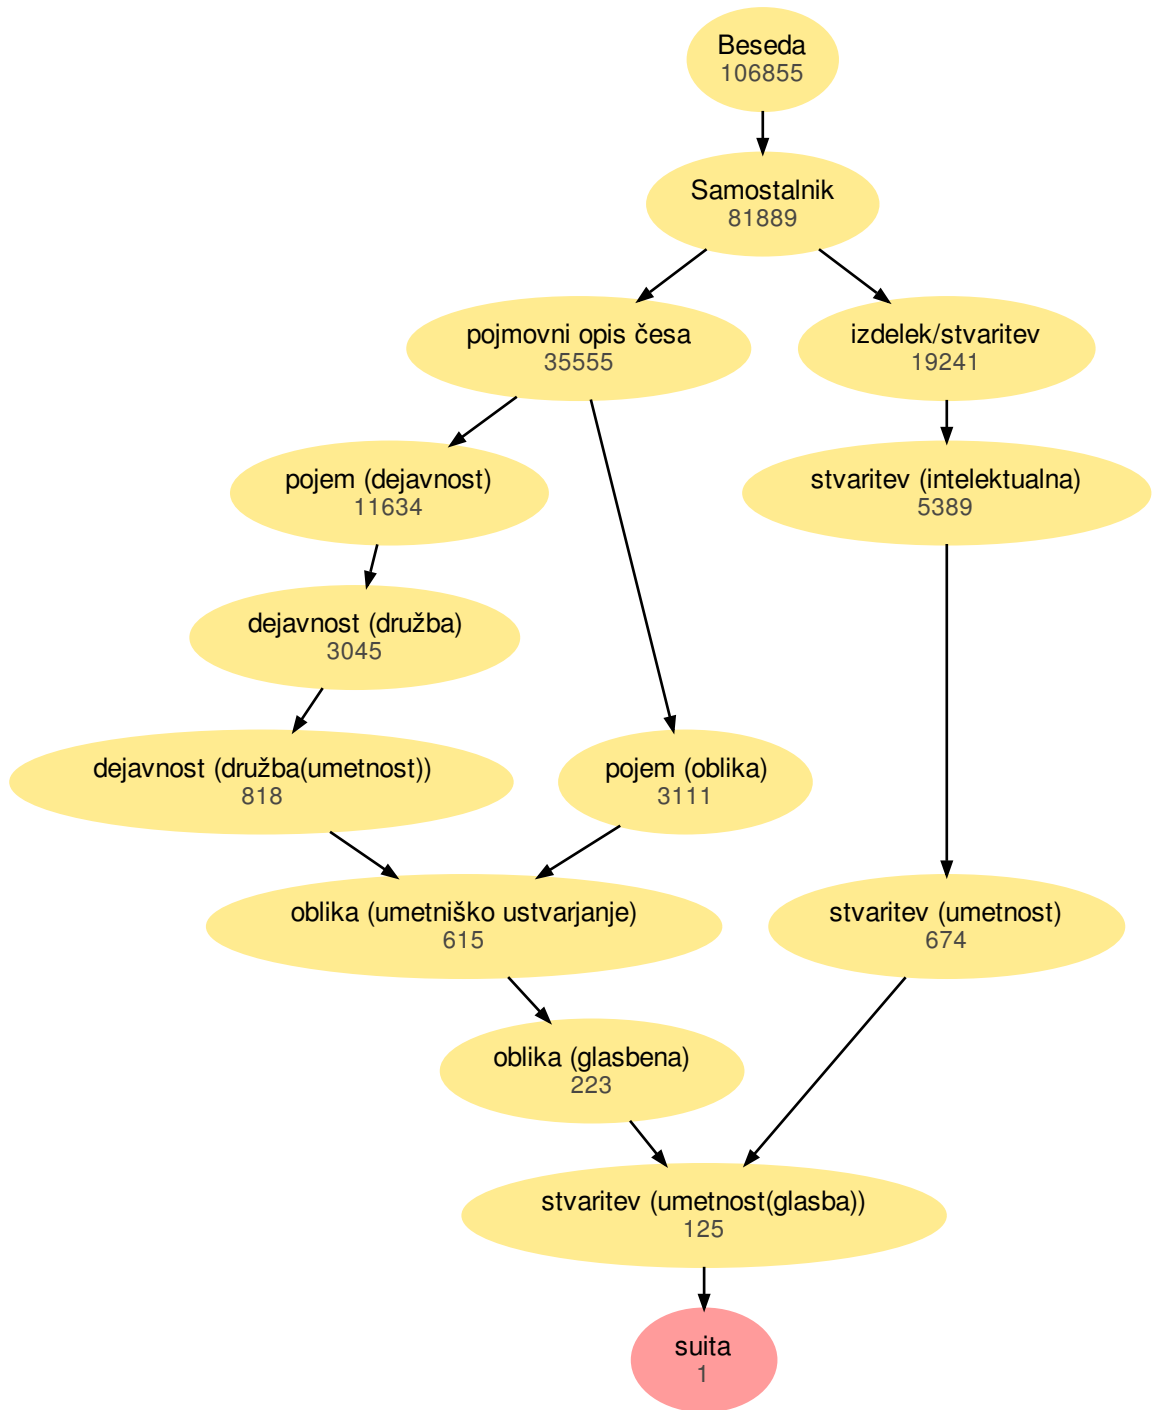 Beseda
106855
Samostalnik
81889
pojmovni opis česa
35555
izdelek/stvaritev
19241
pojem (dejavnost)
11634
stvaritev (intelektualna)
5389
dejavnost (družba)
3045
dejavnost (družba(umetnost))
818
pojem (oblika)
3111
oblika (umetniško ustvarjanje)
615
stvaritev (umetnost)
674
oblika (glasbena)
223
stvaritev (umetnost(glasba))
125
suita
1